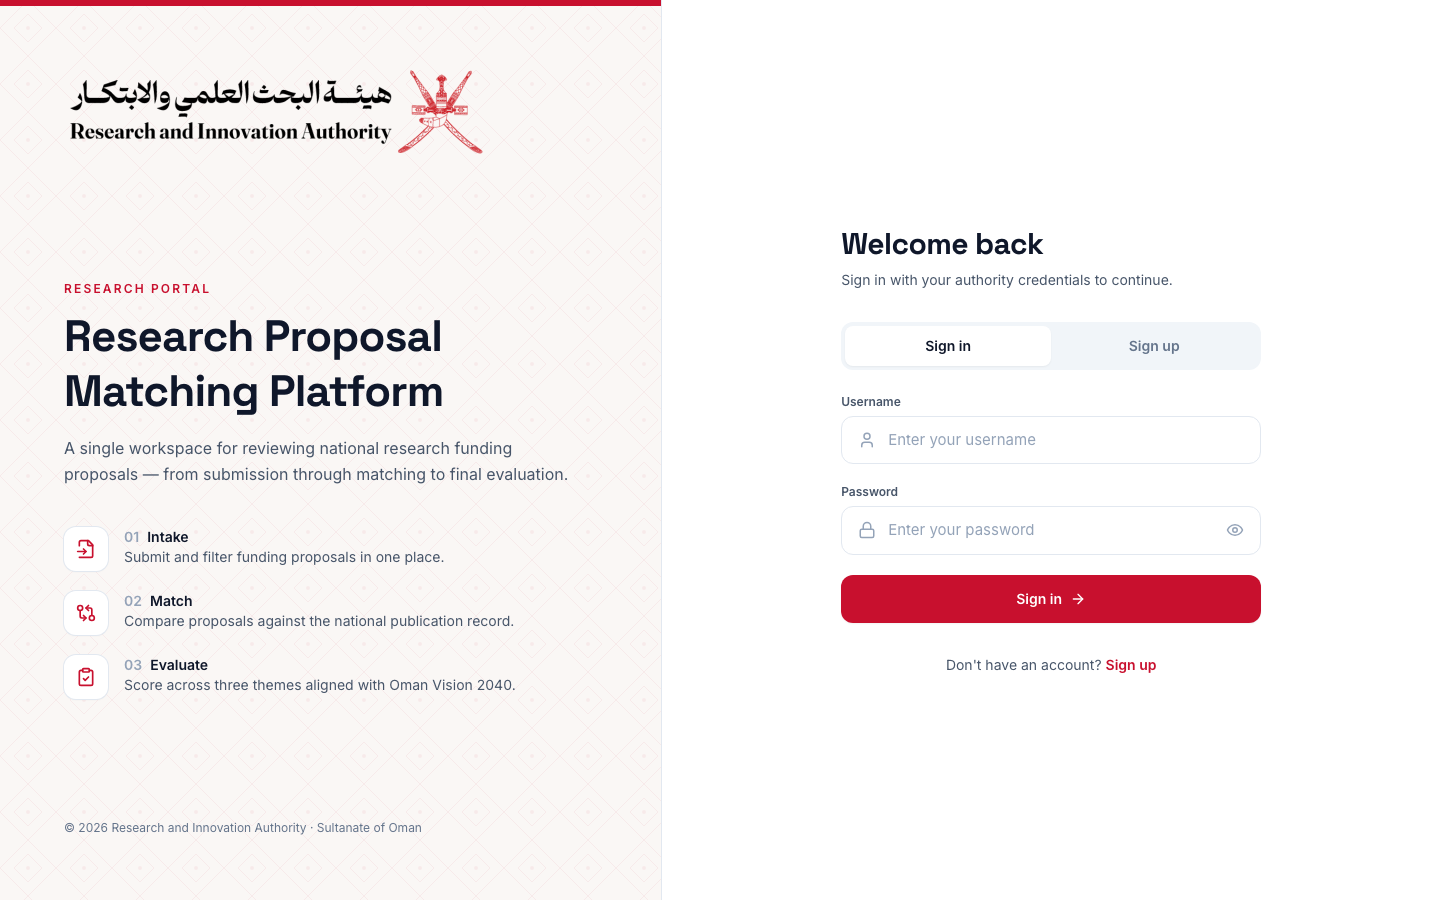 هيئة البحث العلمي والابتكار
Research and Innovation Authority
RESEARCH PORTAL
Research Proposal
Matching Platform
A single workspace for reviewing national research funding
proposals — from submission through matching to final evaluation.
01 Intake
Submit and filter funding proposals in one place.
02 Match
Compare proposals against the national publication record.
03 Evaluate
Score across three themes aligned with Oman Vision 2040.
© 2026 Research and Innovation Authority · Sultanate of Oman
Welcome back
Sign in with your authority credentials to continue.
Sign in
Sign up
Username
Enter your username
Password
Enter your password
Sign in
Don't have an account? Sign up